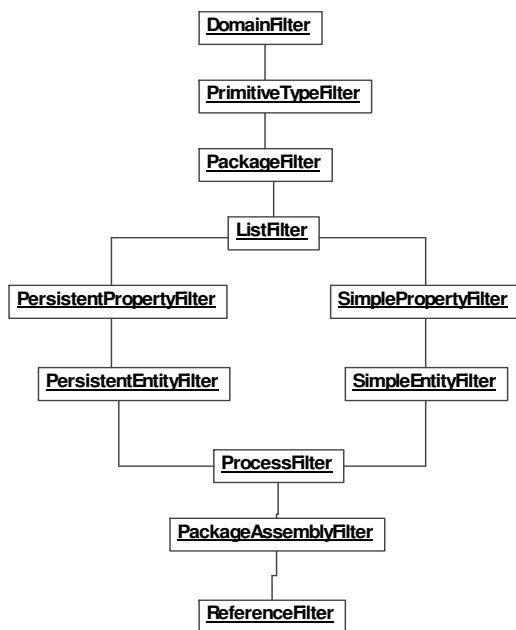 DomainFilter
PrimitiveTypeFilter
PackageFilter
ListFilter
PersistentPropertyFilter
SimplePropertyFilter
PersistentEntityFilter
SimpleEntityFilter
ProcessFilter
PackageAssemblyFilter
ReferenceFilter